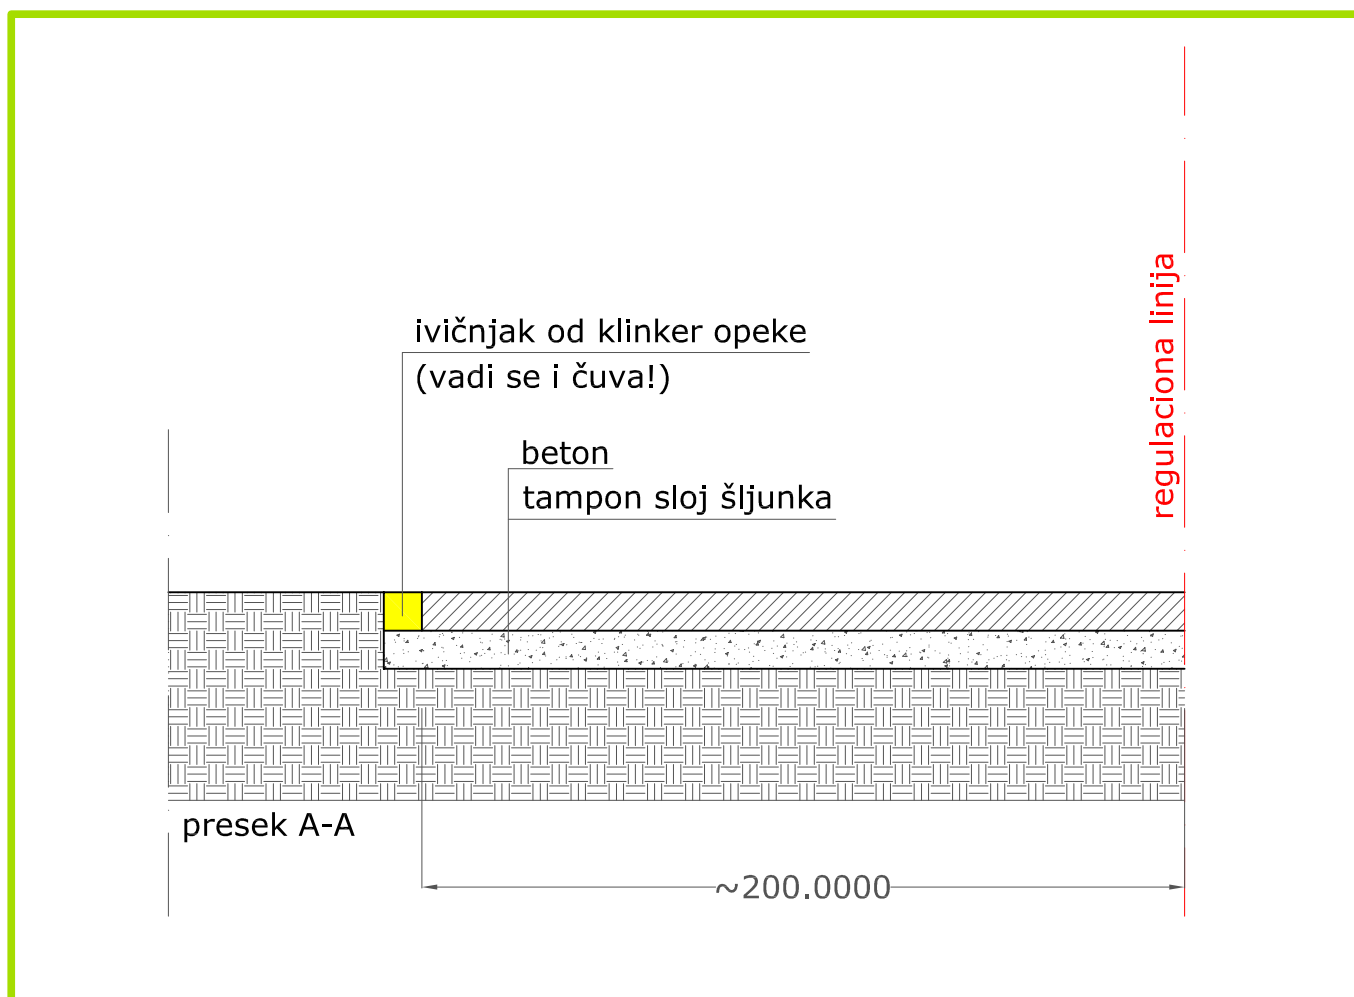 ivičnjak od klinker opeke
(vadi se i čuva!)
beton
tampon sloj šljunka
regulaciona linija
presek A-A
~200.0000